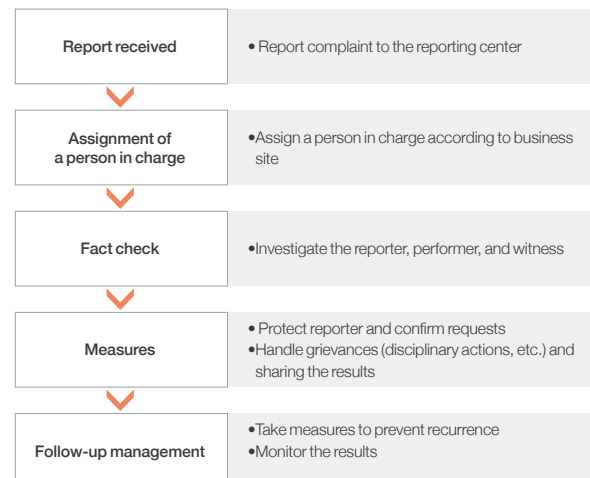 Report received
• Report complaint to the reporting center
Assignment of
a person in charge
•Assign a person in charge according to business
site
Fact check
•Investigate the reporter, performer, and witness
Measures
• Protect reporter and confirm requests
•Handle grievances (disciplinary actions, etc.) and
sharing the results
Follow-up management
•Take measures to prevent recurrence
•Monitor the results